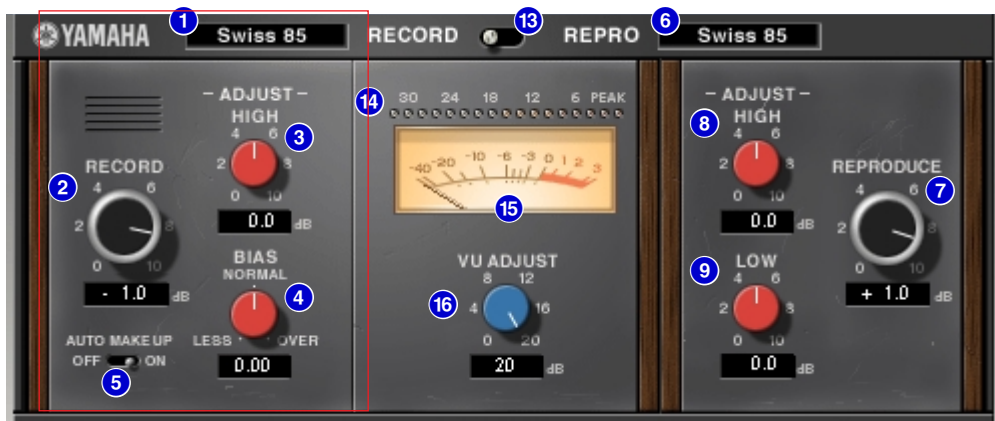 1 13 6
YAMAHA Swiss 85 RECORD REPRO Swiss 85
14 30 24 18 12 6 PEAK
- ADJUST -
HIGH
3
4 6
2 8
0 10
0.0 dB
2 RECORD
4 6
2 8
0 10
- 1.0 dB
BIAS
NORMAL
4
LESS OVER
0.00
AUTO MAKE UP
OFF ON
5
-40 -20 -10 -6 -3 0 1 2 3
15
VU ADJUST
16
8 12
4 16
0 20
20 dB
- ADJUST -
8 HIGH
4 6
2 8
0 10
0.0 dB
9 LOW
4 6
2 8
0 10
0.0 dB
REPRODUCE
7
4 6
2 8
0 10
+ 1.0 dB